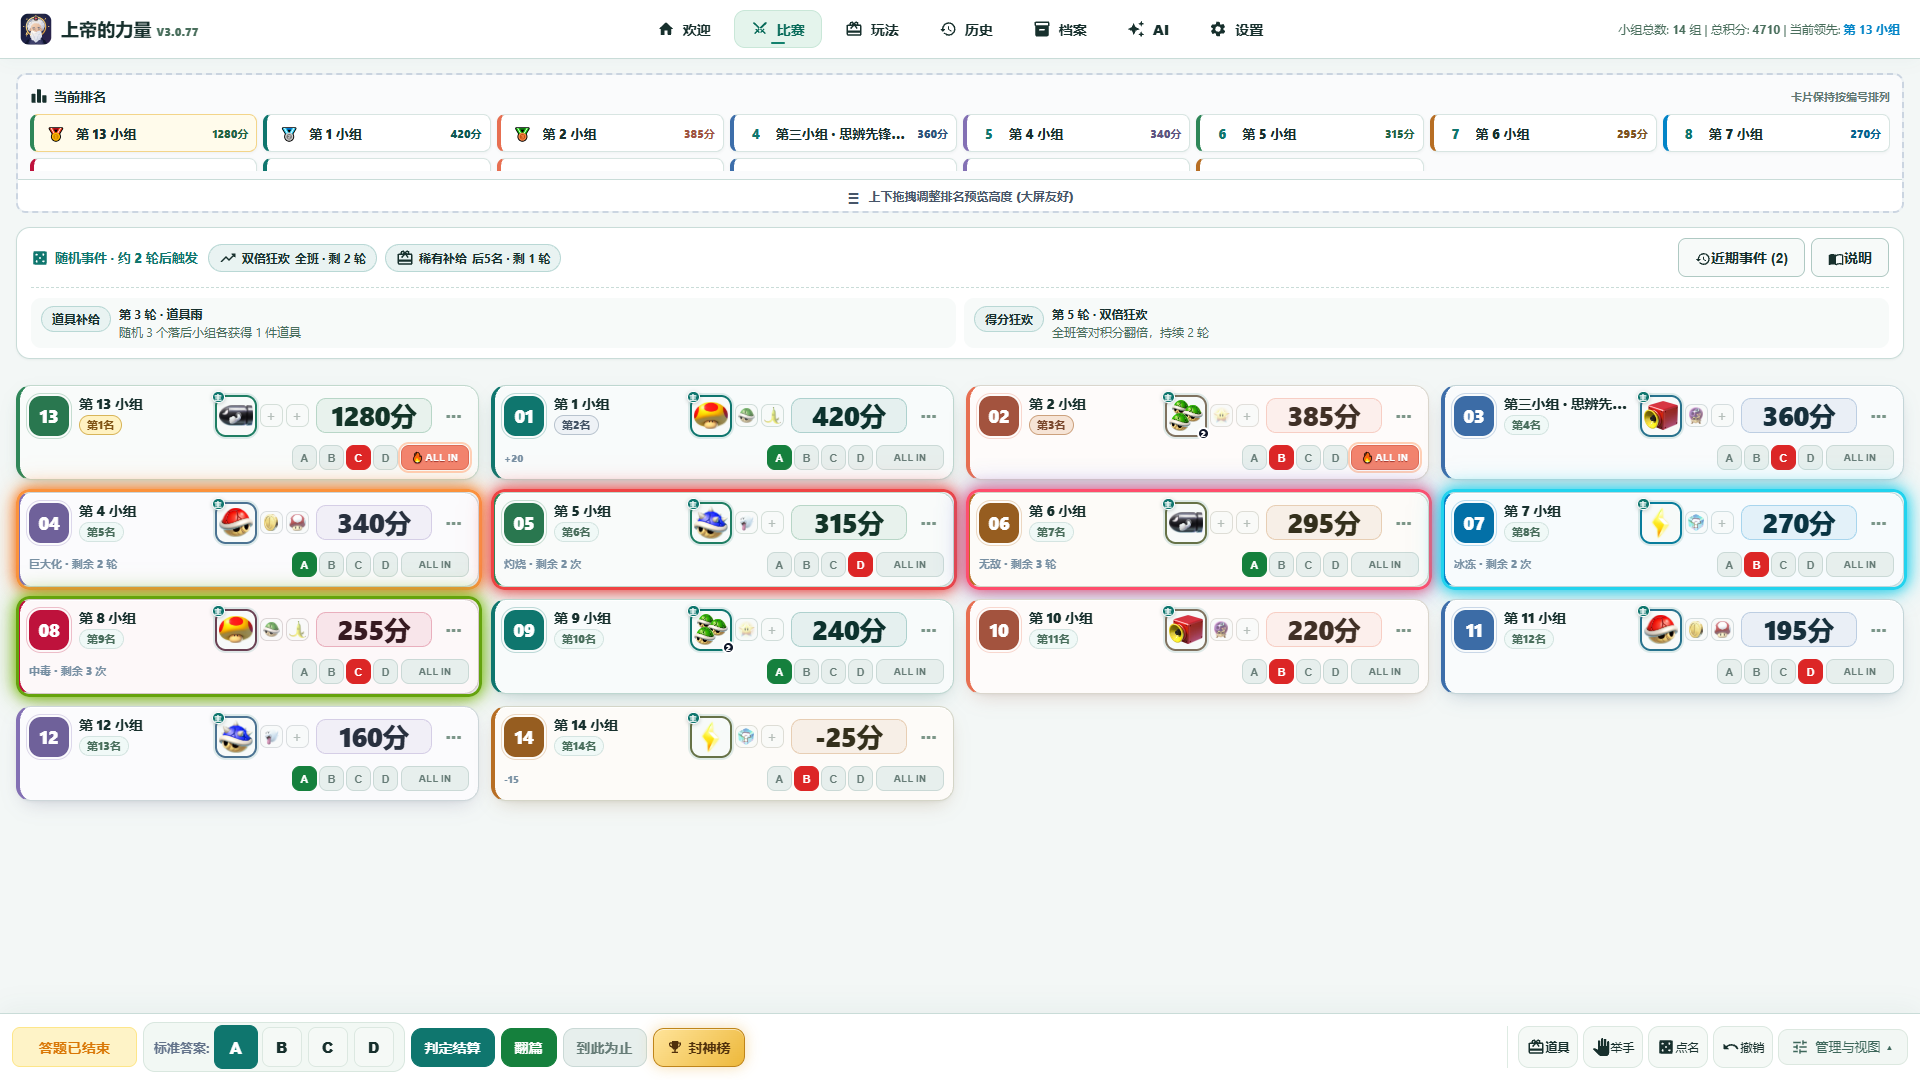 上帝的力量 V3.0.77
欢迎
比赛
玩法
历史
档案
AI
设置
小组总数: 14 组 | 总积分: 4710 | 当前领先: 第 13 小组
当前排名
卡片保持按编号排列
第 13 小组 1280分
第 1 小组 420分
第 2 小组 385分
4 第三小组 · 思辨先锋... 360分
5 第 4 小组 340分
6 第 5 小组 315分
7 第 6 小组 295分
8 第 7 小组 270分
上下拖拽调整排名预览高度 (大屏友好)
随机事件 · 约 2 轮后触发
双倍狂欢 全班 · 剩 2 轮
稀有补给 后5名 · 剩 1 轮
近期事件 (2)
说明
道具补给
第 3 轮 · 道具雨
随机 3 个落后小组各获得 1 件道具
得分狂欢
第 5 轮 · 双倍狂欢
全班答对积分翻倍，持续 2 轮
13 第 13 小组 第1名 + + 1280分
A B C D ALL IN
01 第 1 小组 第2名 420分
+20 A B C D ALL IN
02 第 2 小组 第3名 2 + 385分
A B C D ALL IN
03 第三小组 · 思辨先... 第4名 + 360分
A B C D ALL IN
04 第 4 小组 第5名 340分
巨大化 · 剩余 2 轮 A B C D ALL IN
05 第 5 小组 第6名 + 315分
灼烧 · 剩余 2 次 A B C D ALL IN
06 第 6 小组 第7名 + + 295分
无敌 · 剩余 3 轮 A B C D ALL IN
07 第 7 小组 第8名 + 270分
冰冻 · 剩余 2 次 A B C D ALL IN
08 第 8 小组 第9名 255分
中毒 · 剩余 3 次 A B C D ALL IN
09 第 9 小组 第10名 2 + 240分
A B C D ALL IN
10 第 10 小组 第11名 + 220分
A B C D ALL IN
11 第 11 小组 第12名 195分
A B C D ALL IN
12 第 12 小组 第13名 + 160分
A B C D ALL IN
14 第 14 小组 第14名 + -25分
-15 A B C D ALL IN
答题已结束
标准答案: A B C D
判定结算
翻篇
到此为止
封神榜
道具
举手
点名
撤销
管理与视图